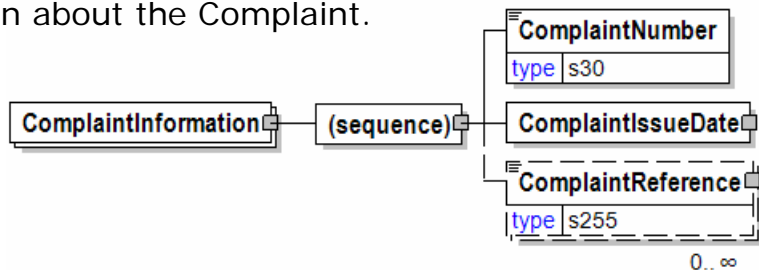 n about the Complaint.
ComplaintNumber
type s30
ComplaintInformation
(sequence)
ComplaintIssueDate
ComplaintReference
type s255
0..∞